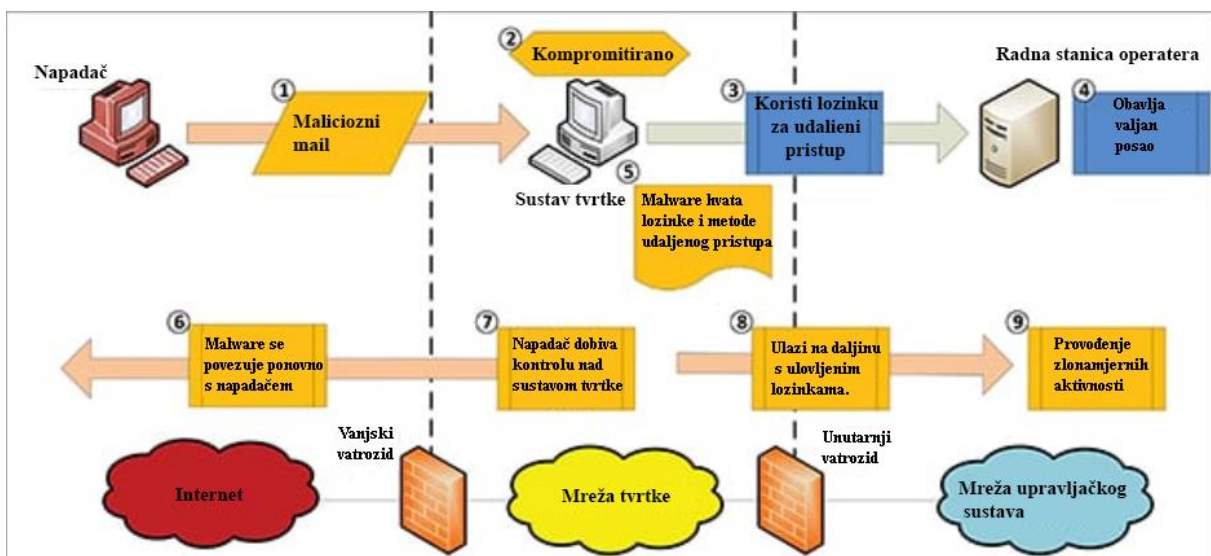 Napadač
①
Maliciozni
mail
②
Kompromitirano
Sustav tvrtke
③
Koristi lozinku
za udalieni
pristup
Radna stanica operatera
④
Obavlja
valjan
posao
⑤
Malware hvata
lozinke i metode
udaljenog pristupa
⑥
Malware se
povezuje ponovno
s napadačem
⑦
Napadač dobiva
kontrolu nad
sustavom tvrtke
⑧
Ulazi na daljinu
s ulovljenim
lozinkama.
⑨
Provođenje
zlonamjernih
aktivnosti
Internet
Vanjski
vatrozid
Mreža tvrtke
Unutarnji
vatrozid
Mreža upravljačkog
sustava